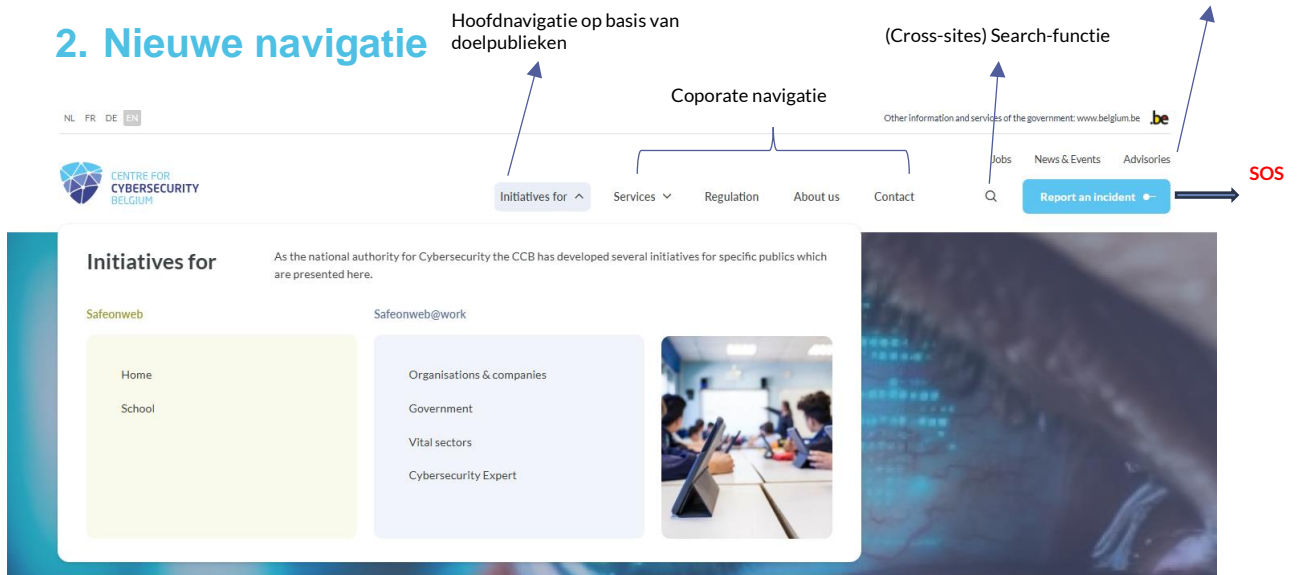 2. Nieuwe navigatie
Hoofdnavigatie op basis van
doelpublieken
(Cross-sites) Search-functie
Coporate navigatie
NL FR DE EN
Other information and services of the government: www.belgium.be .be
Jobs News & Events Advisories
CENTRE FOR
CYBERSECURITY
BELGIUM
Initiatives for Services Regulation About us Contact Report an incident
SOS
Initiatives for
As the national authority for Cybersecurity the CCB has developed several initiatives for specific publics which
are presented here.
Safeonweb
Home
School
Safeonweb@work
Organisations & companies
Government
Vital sectors
Cybersecurity Expert